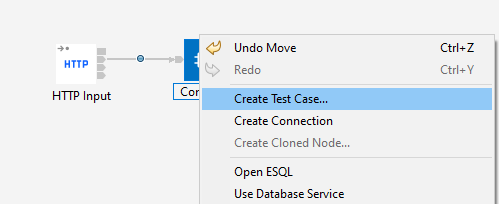 Undo Move Ctrl+Z
HTTP
Redo Ctrl+Y
HTTP Input
Create Test Case...
Create Connection
Create Cloned Node...
Open ESQL
Use Database Service